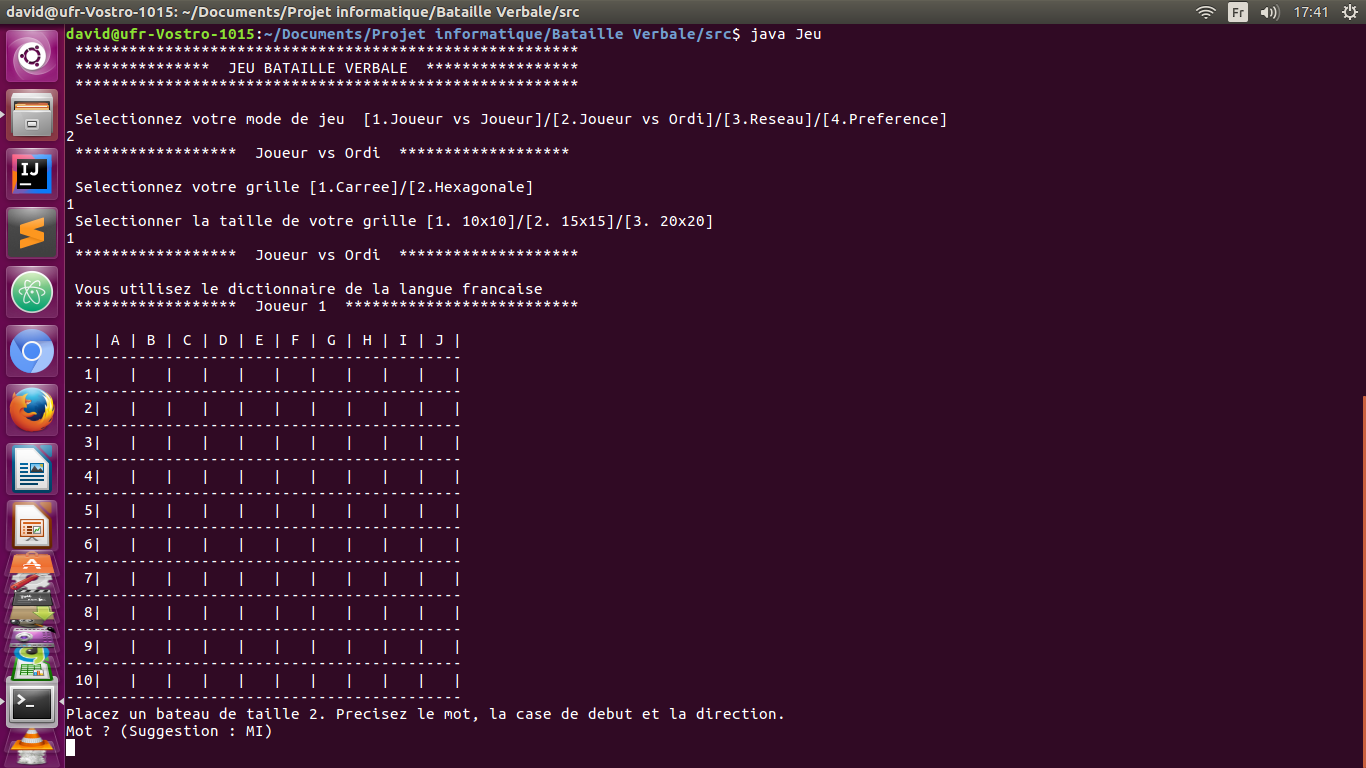 david@ufr-Vostro-1015: ~/Documents/Projet informatique/Bataille Verbale/src Fr 17:41
david@ufr-Vostro-1015:~/Documents/Projet informatique/Bataille Verbale/src$ java Jeu
********************************************************
*************** JEU BATAILLE VERBALE *****************
********************************************************
Selectionnez votre mode de jeu [1.Joueur vs Joueur]/[2.Joueur vs Ordi]/[3.Reseau]/[4.Preference]
2
****************** Joueur vs Ordi *******************
Selectionnez votre grille [1.Carree]/[2.Hexagonale]
1
Selectionner la taille de votre grille [1. 10x10]/[2. 15x15]/[3. 20x20]
1
****************** Joueur vs Ordi ********************
Vous utilisez le dictionnaire de la langue francaise
****************** Joueur 1 **************************
| A | B | C | D | E | F | G | H | I | J |
--------------------------------------------
1| | | | | | | | | | |
--------------------------------------------
2| | | | | | | | | | |
--------------------------------------------
3| | | | | | | | | | |
--------------------------------------------
4| | | | | | | | | | |
--------------------------------------------
5| | | | | | | | | | |
--------------------------------------------
6| | | | | | | | | | |
--------------------------------------------
7| | | | | | | | | | |
--------------------------------------------
8| | | | | | | | | | |
--------------------------------------------
9| | | | | | | | | | |
--------------------------------------------
10| | | | | | | | | | |
--------------------------------------------
Placez un bateau de taille 2. Precisez le mot, la case de debut et la direction.
Mot ? (Suggestion : MI)